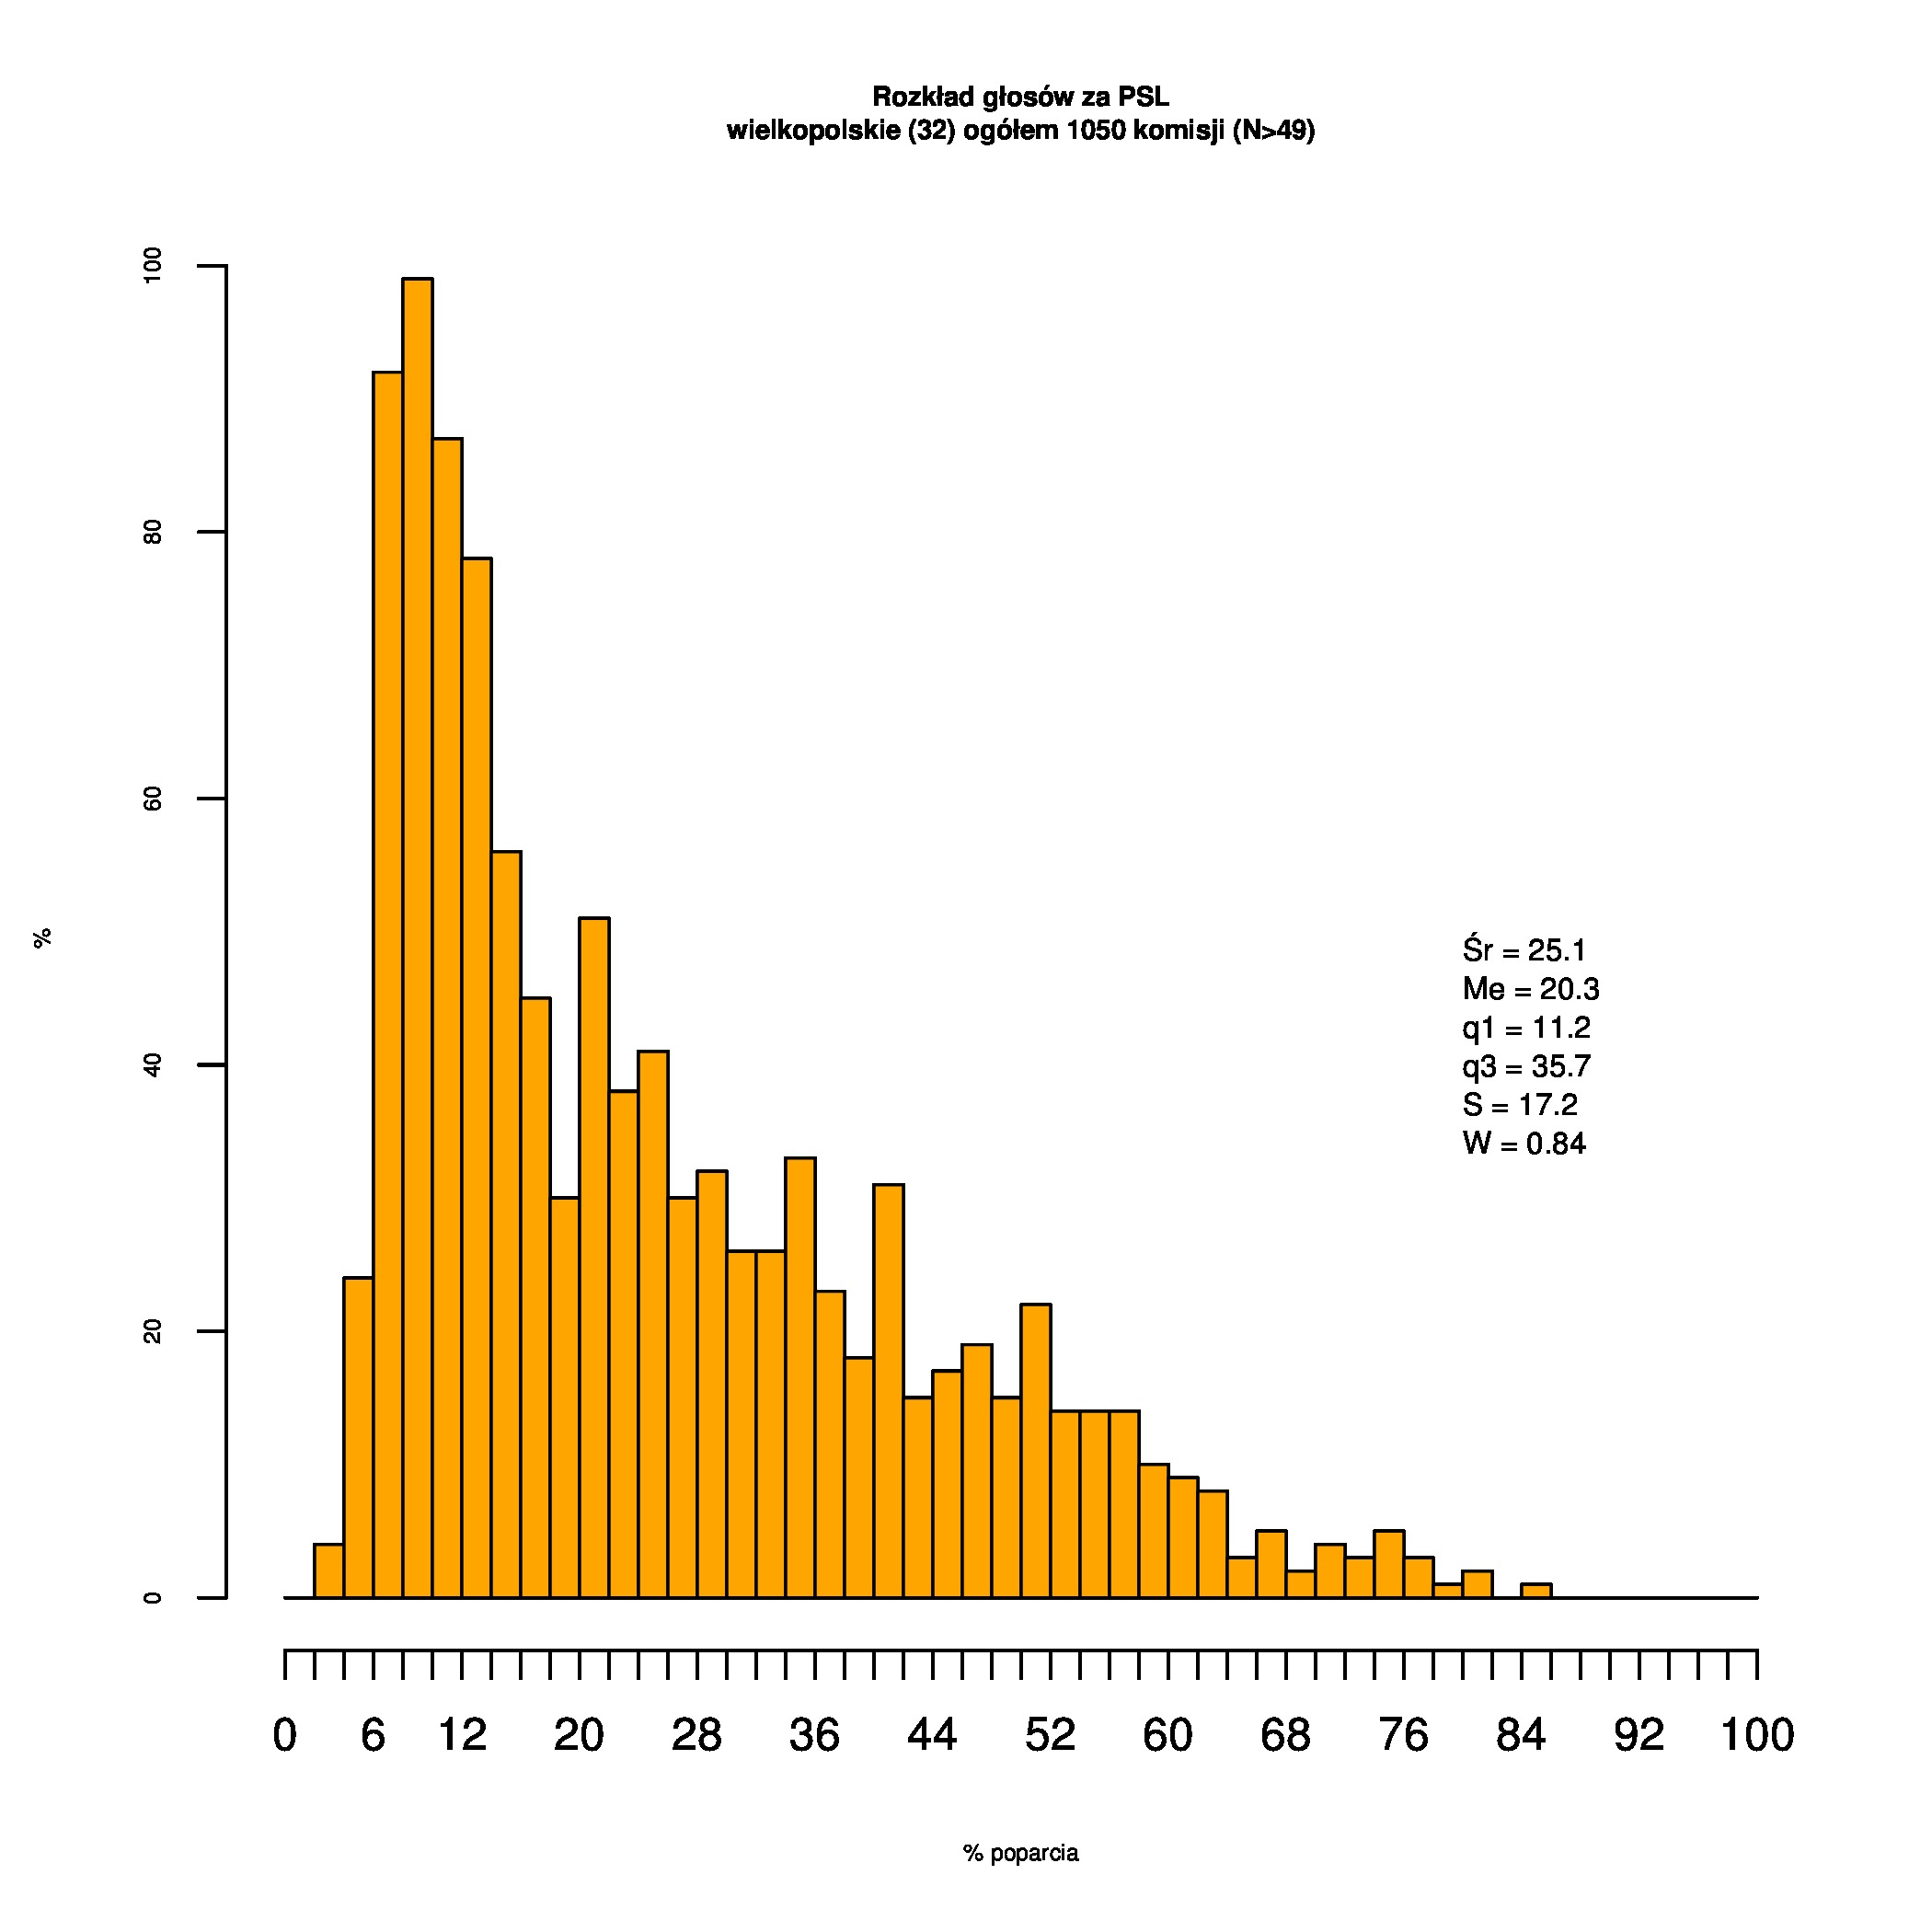 Rozkład głosów za PSL
wielkopolskie (32) ogółem 1050 komisji (N>49)
100
80
60
40
20
0
%
Śr = 25.1
Me = 20.3
q1 = 11.2
q3 = 35.7
S = 17.2
W = 0.84
0 6 12 20 28 36 44 52 60 68 76 84 92 100
% poparcia